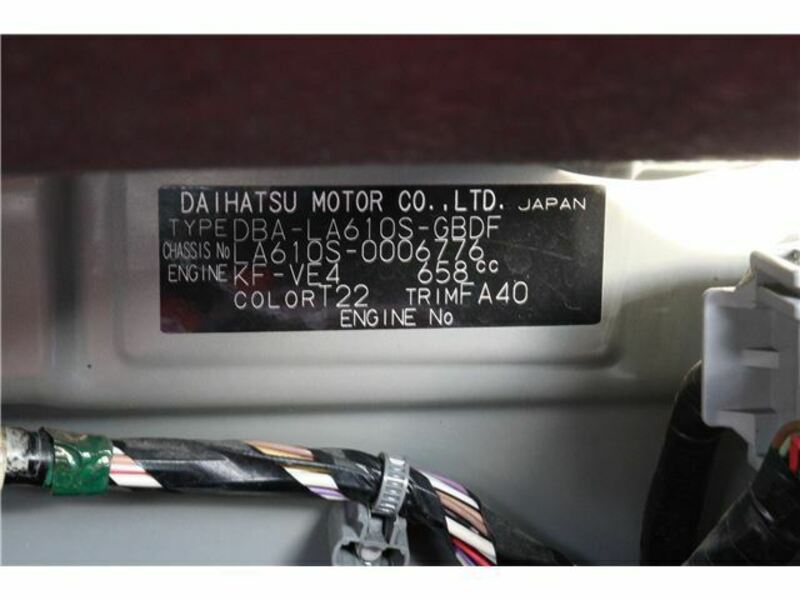 DAIHATSU MOTOR CO.,LTD. JAPAN
TYPE DBA-LA610S-GBDF
CHASSIS No LA610S-0006776
ENGINE KF-VE4 658cc
COLOR T22 TRIM FA40
ENGINE No